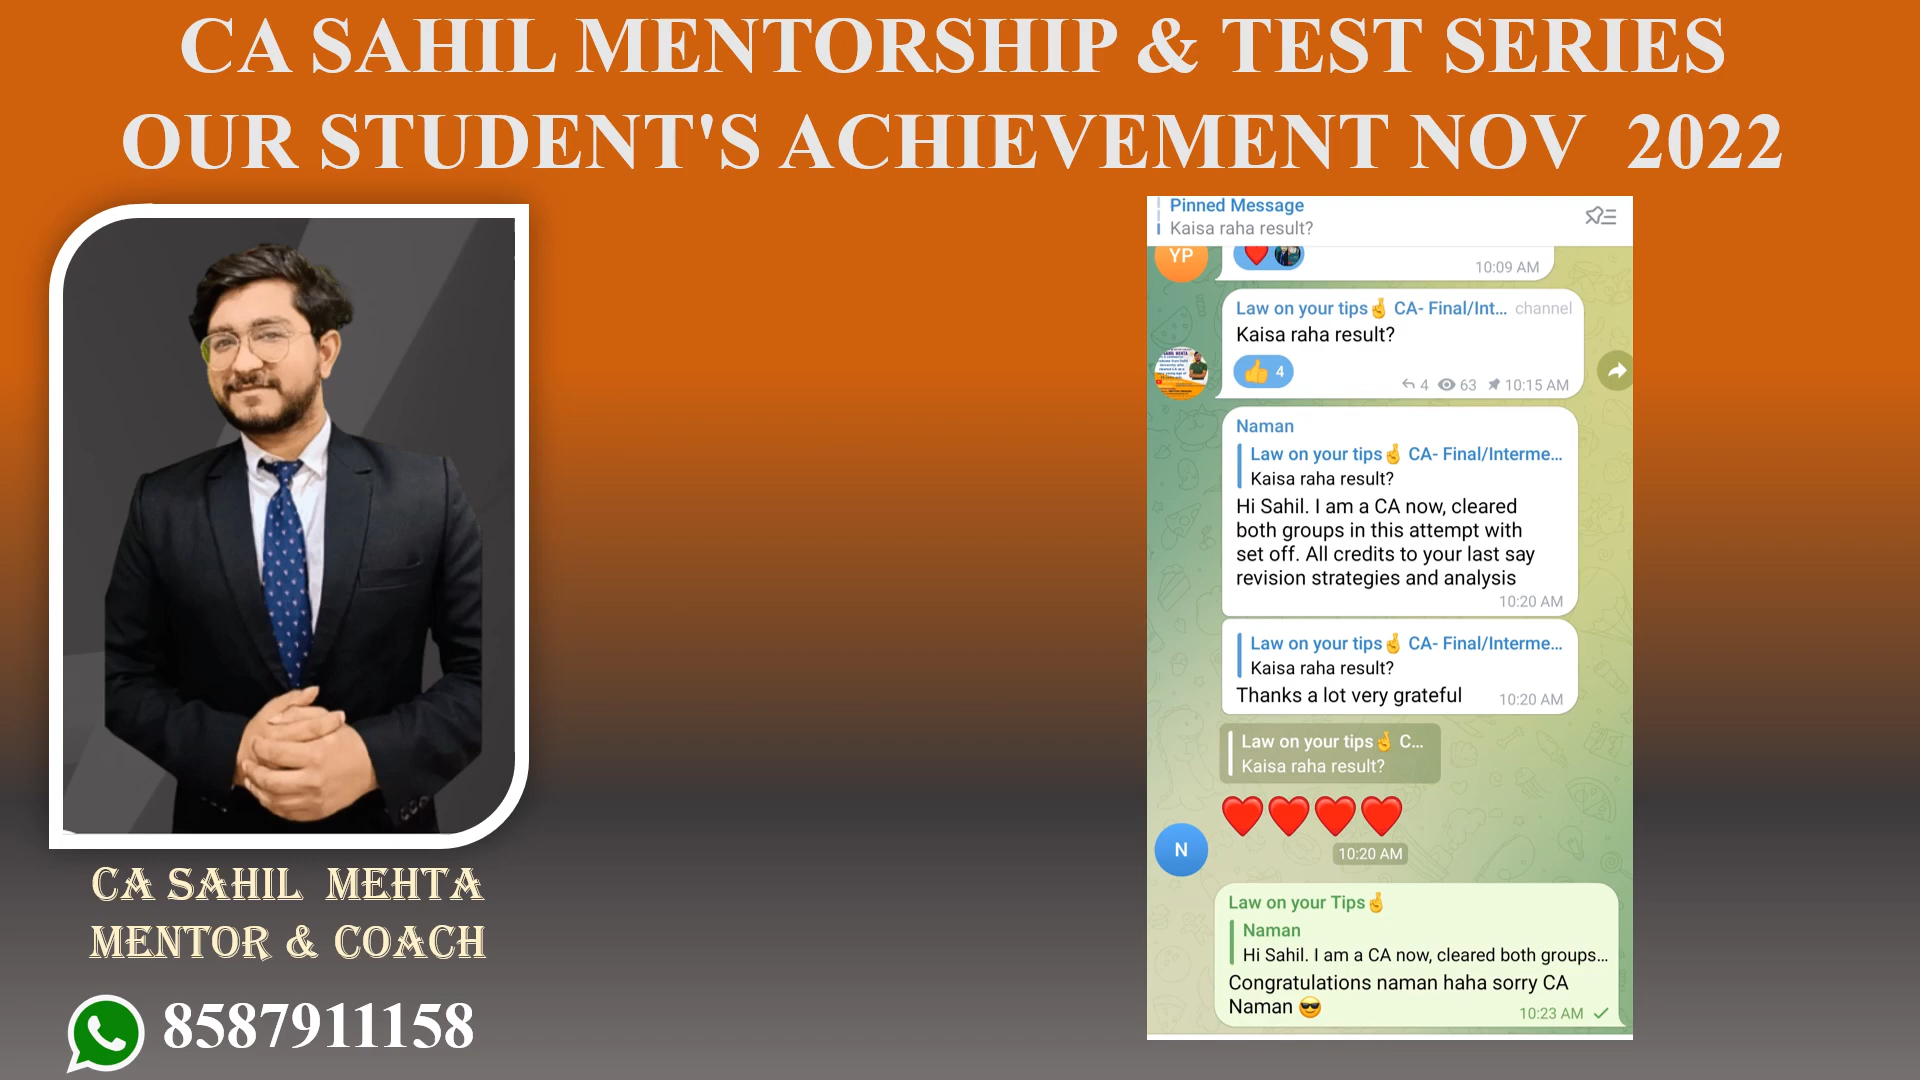 CA SAHIL MENTORSHIP & TEST SERIES
OUR STUDENT'S ACHIEVEMENT NOV 2022
CA SAHIL MEHTA
MENTOR & COACH
8587911158
Pinned Message
Kaisa raha result?
YP
10:09 AM
Law on your tips🤞 CA- Final/Int... channel
Kaisa raha result?
👍 4
4 63 10:15 AM
Naman
Law on your tips🤞 CA- Final/Interme...
Kaisa raha result?
Hi Sahil. I am a CA now, cleared
both groups in this attempt with
set off. All credits to your last say
revision strategies and analysis
10:20 AM
Law on your tips🤞 CA- Final/Interme...
Kaisa raha result?
Thanks a lot very grateful 10:20 AM
Law on your tips🤞 C...
Kaisa raha result?
❤️❤️❤️❤️
N
10:20 AM
Law on your Tips🤞
Naman
Hi Sahil. I am a CA now, cleared both groups...
Congratulations naman haha sorry CA
Naman 😎
10:23 AM